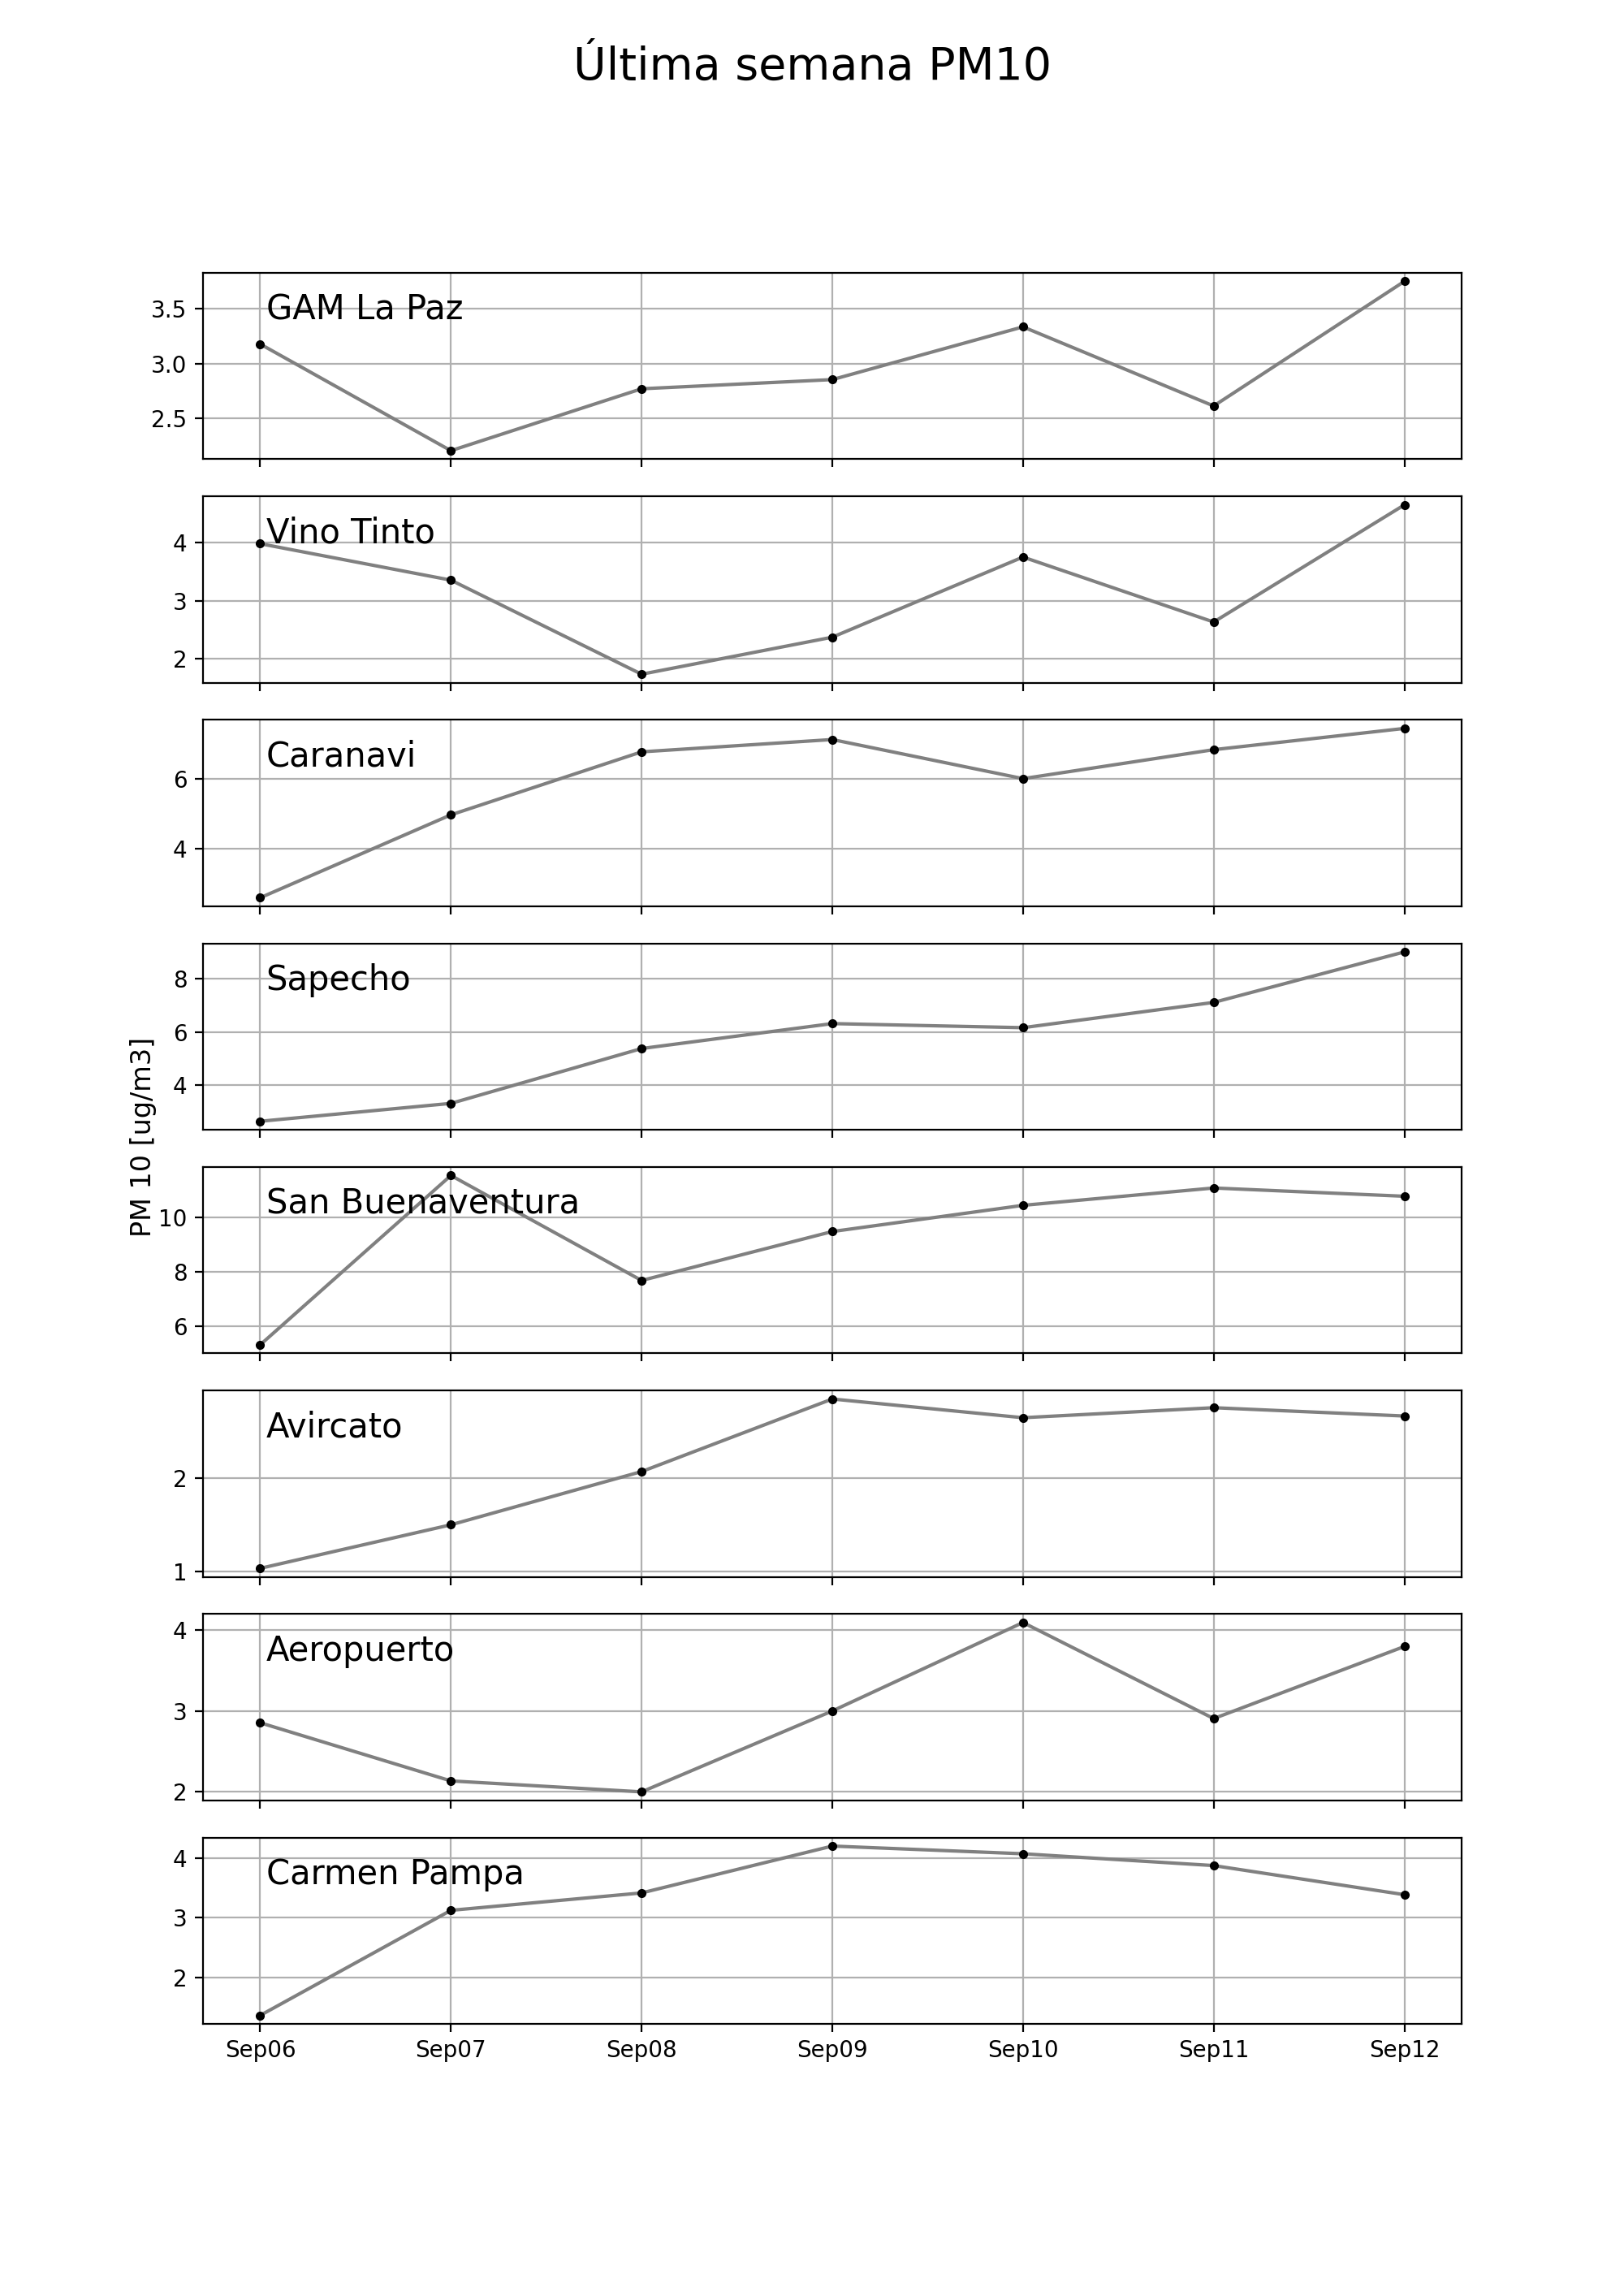 Última semana PM10
GAM La Paz
3.5
3.0
2.5
Vino Tinto
4
3
2
Caranavi
6
4
Sapecho
8
6
4
PM 10 [ug/m3]
San Buenaventura
10
8
6
Avircato
2
1
Aeropuerto
4
3
2
Carmen Pampa
4
3
2
Sep06 Sep07 Sep08 Sep09 Sep10 Sep11 Sep12